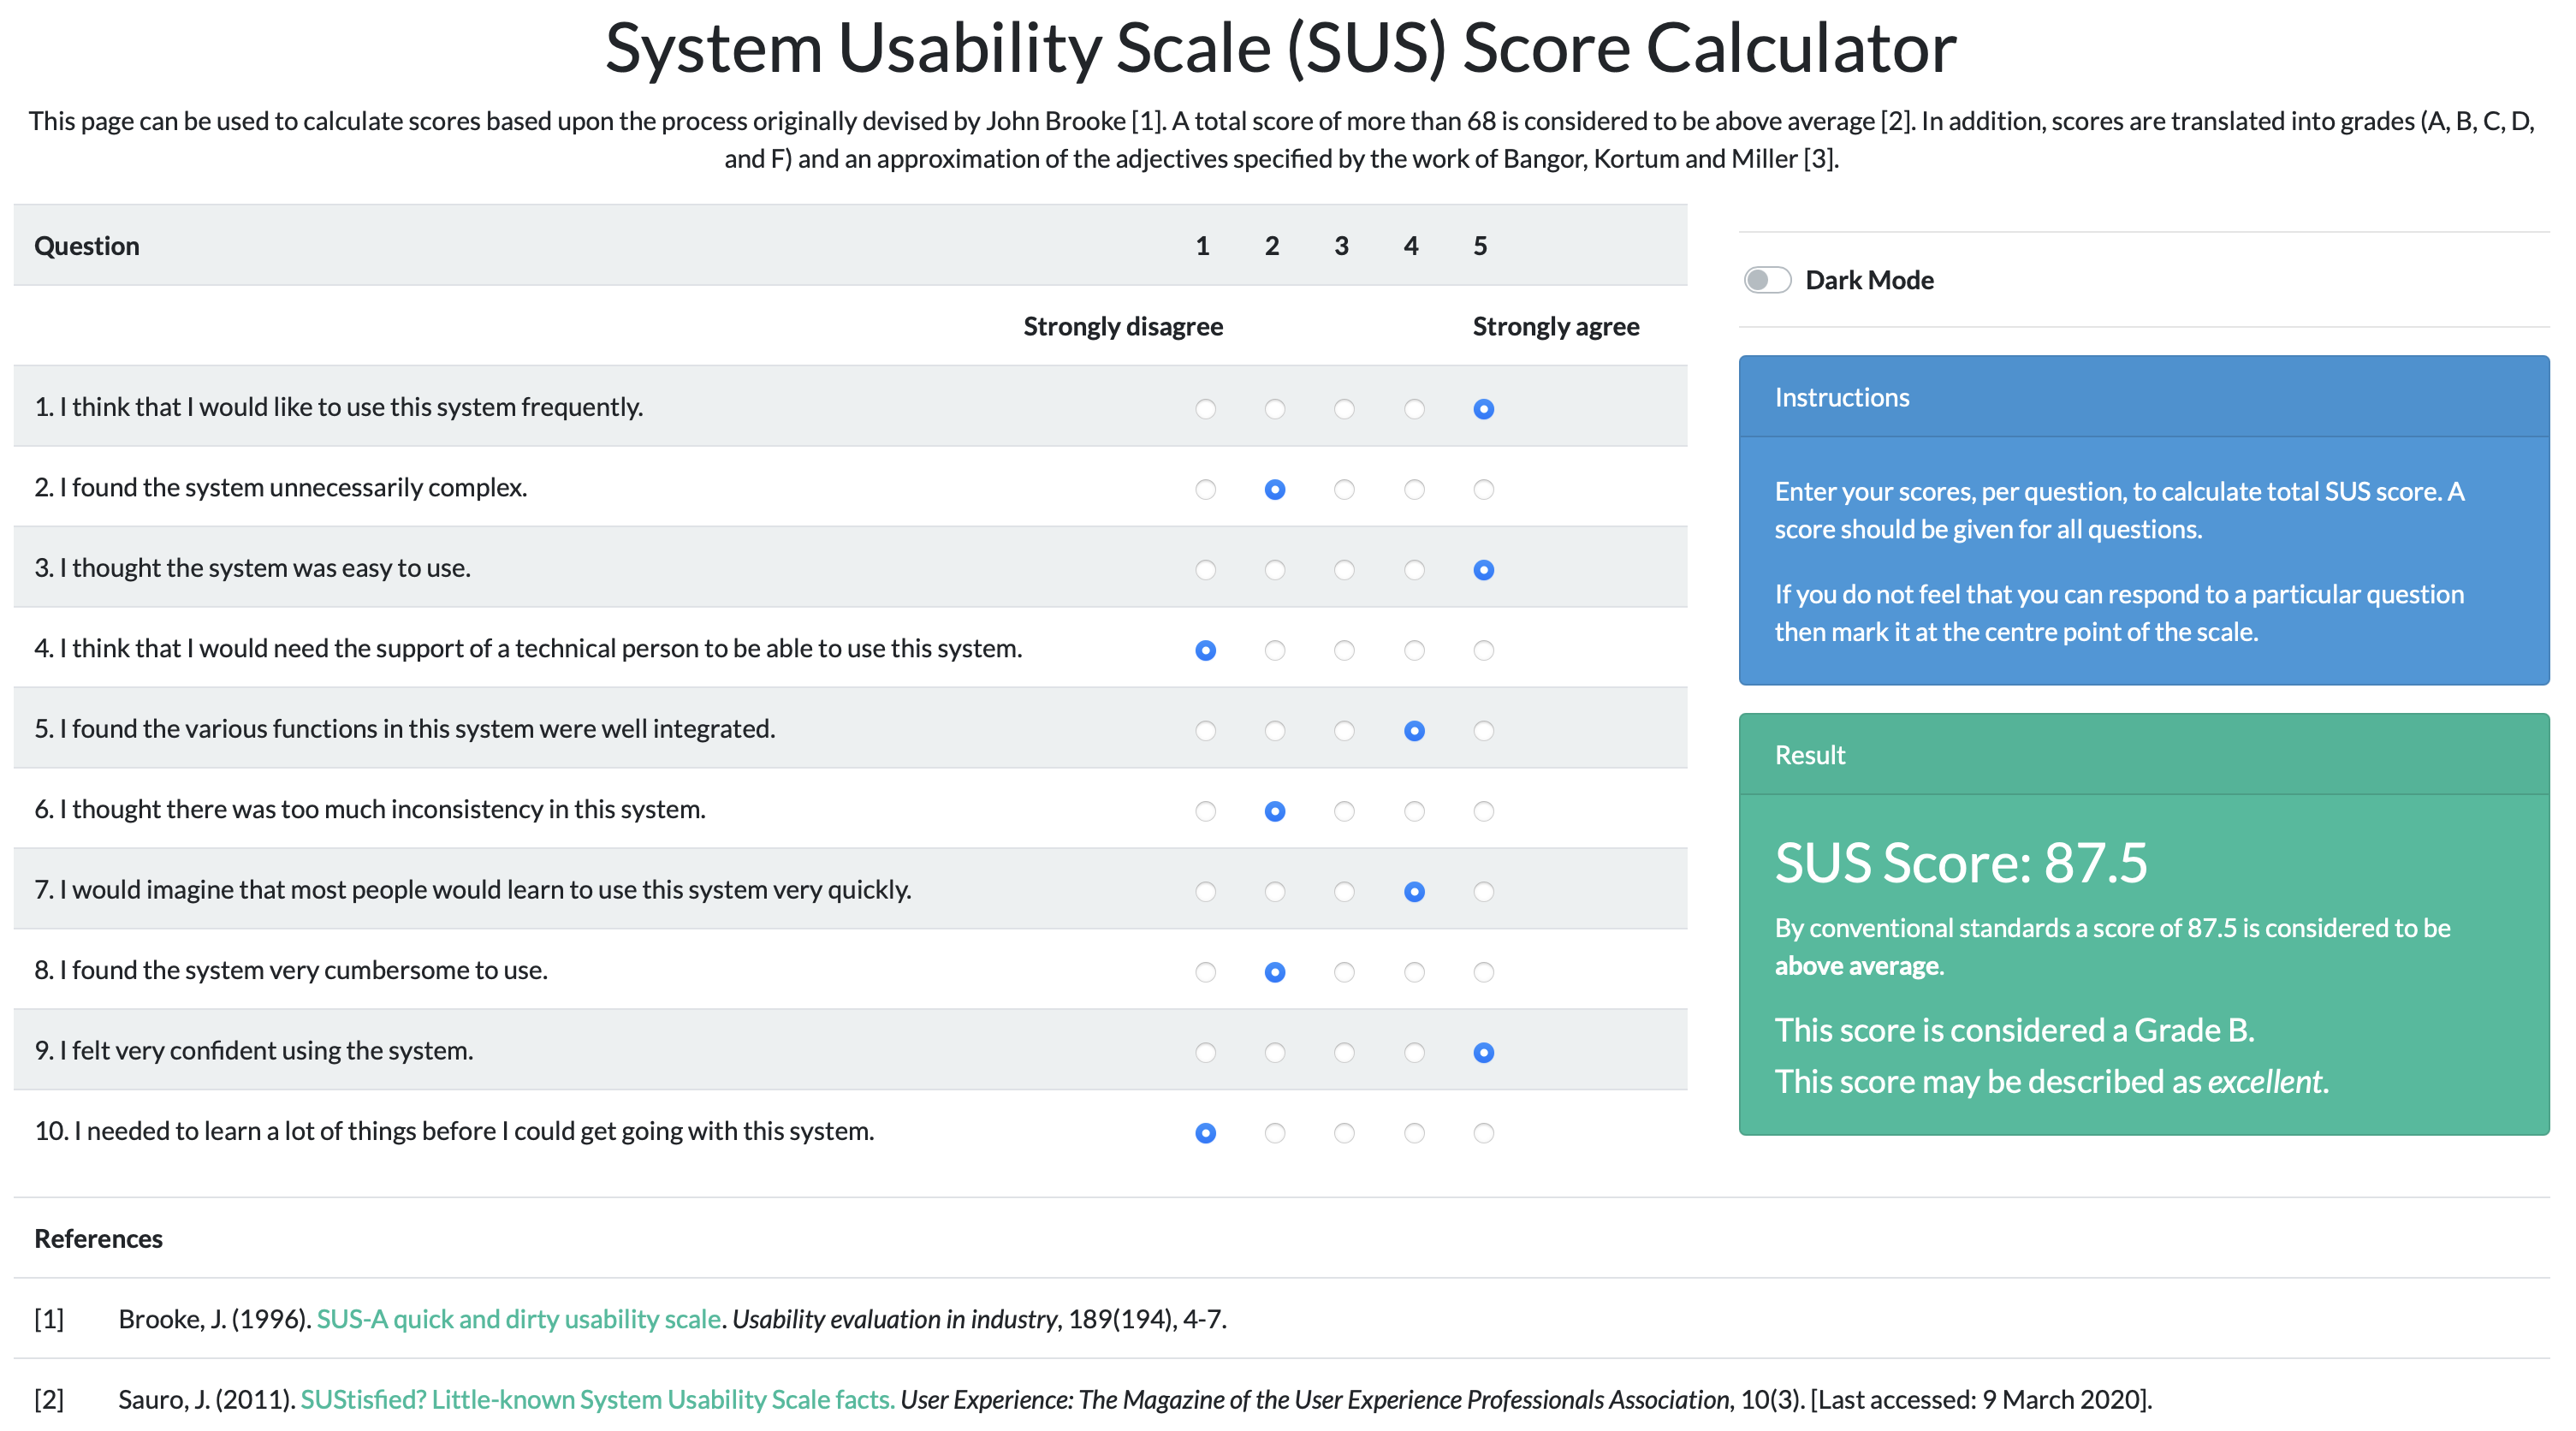 System Usability Scale (SUS) Score Calculator
This page can be used to calculate scores based upon the process originally devised by John Brooke [1]. A total score of more than 68 is considered to be above average [2]. In addition, scores are translated into grades (A, B, C, D,
and F) and an approximation of the adjectives specified by the work of Bangor, Kortum and Miller [3].
Question 1 2 3 4 5
Strongly disagree Strongly agree
1. I think that I would like to use this system frequently.
2. I found the system unnecessarily complex.
3. I thought the system was easy to use.
4. I think that I would need the support of a technical person to be able to use this system.
5. I found the various functions in this system were well integrated.
6. I thought there was too much inconsistency in this system.
7. I would imagine that most people would learn to use this system very quickly.
8. I found the system very cumbersome to use.
9. I felt very confident using the system.
10. I needed to learn a lot of things before I could get going with this system.
Dark Mode
Instructions
Enter your scores, per question, to calculate total SUS score. A
score should be given for all questions.
If you do not feel that you can respond to a particular question
then mark it at the centre point of the scale.
Result
SUS Score: 87.5
By conventional standards a score of 87.5 is considered to be
above average.
This score is considered a Grade B.
This score may be described as excellent.
References
[1] Brooke, J. (1996). SUS-A quick and dirty usability scale. Usability evaluation in industry, 189(194), 4-7.
[2] Sauro, J. (2011). SUStisfied? Little-known System Usability Scale facts. User Experience: The Magazine of the User Experience Professionals Association, 10(3). [Last accessed: 9 March 2020].